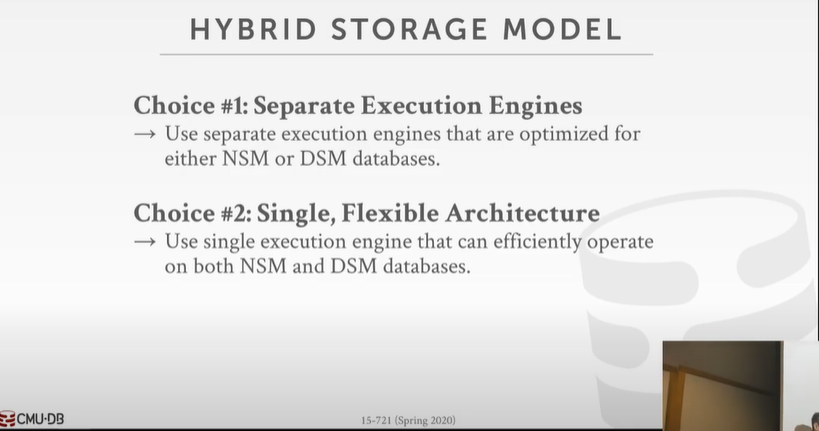 HYBRID STORAGE MODEL
Choice #1: Separate Execution Engines
→ Use separate execution engines that are optimized for
either NSM or DSM databases.
Choice #2: Single, Flexible Architecture
→ Use single execution engine that can efficiently operate
on both NSM and DSM databases.
CMU·DB
15-721 (Spring 2020)